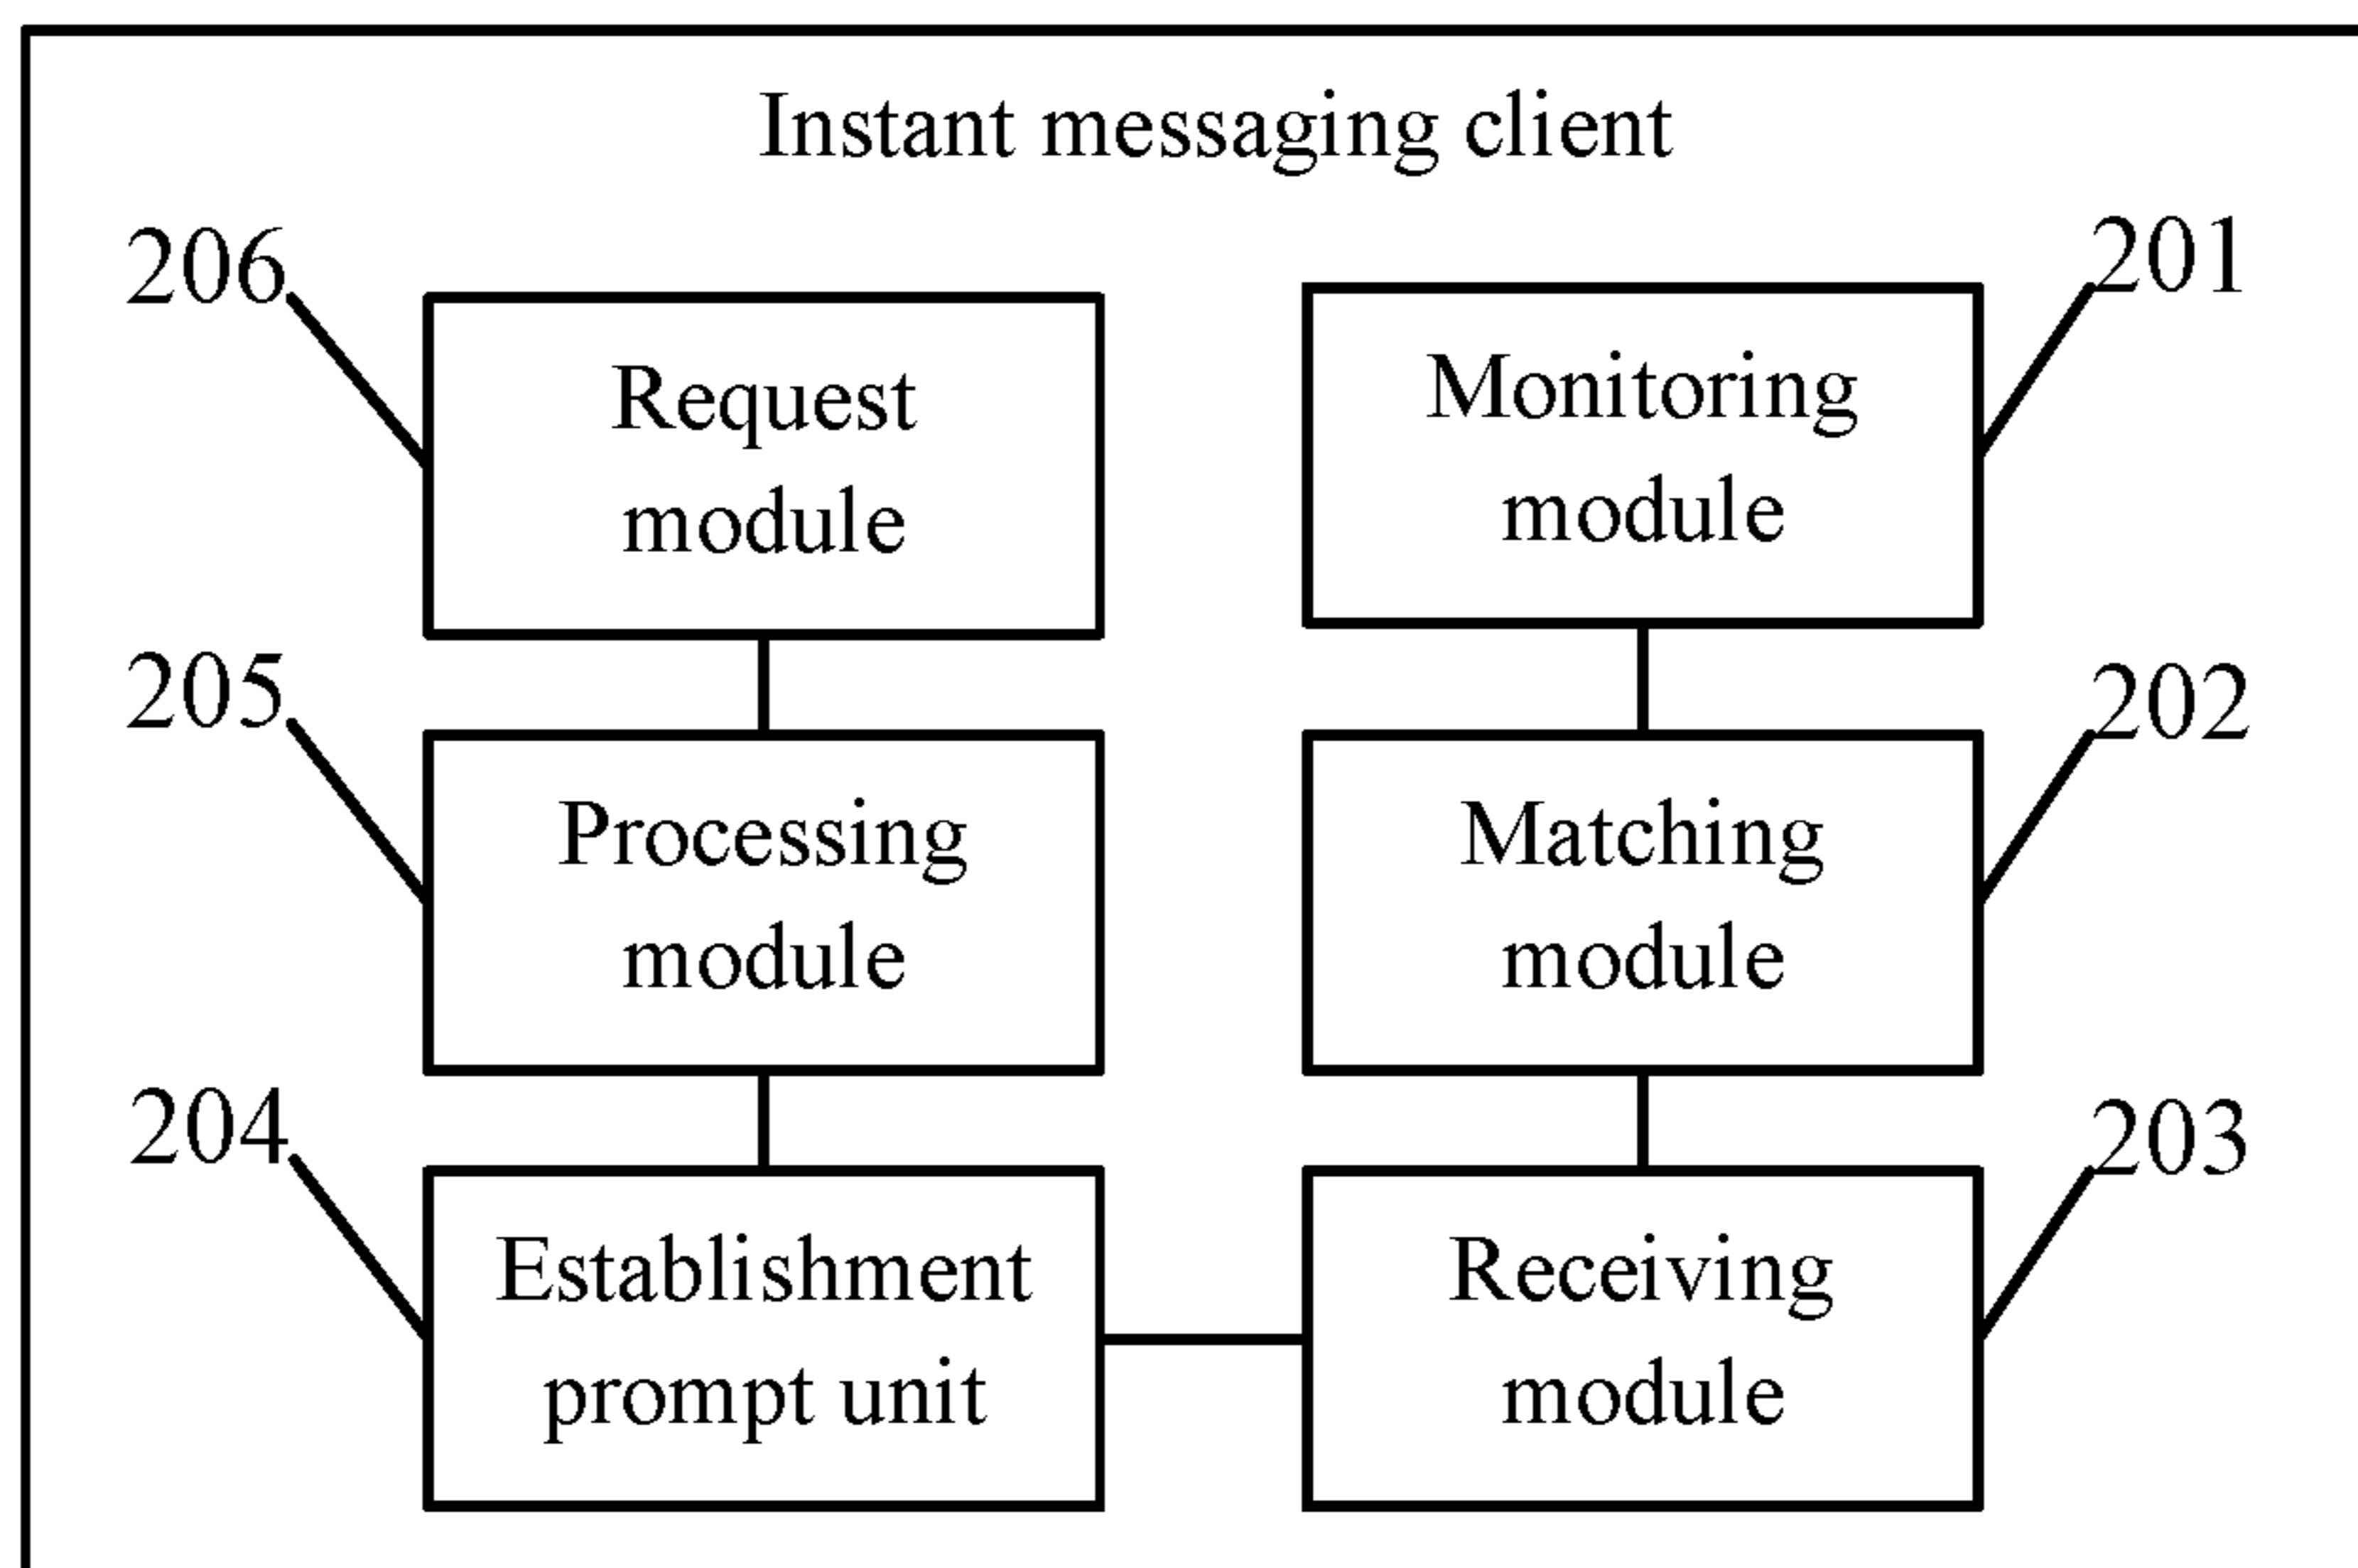 Instant messaging client
206
201
Request
module
Monitoring
module
205
202
Processing
module
Matching
module
204
203
Establishment
prompt unit
Receiving
module